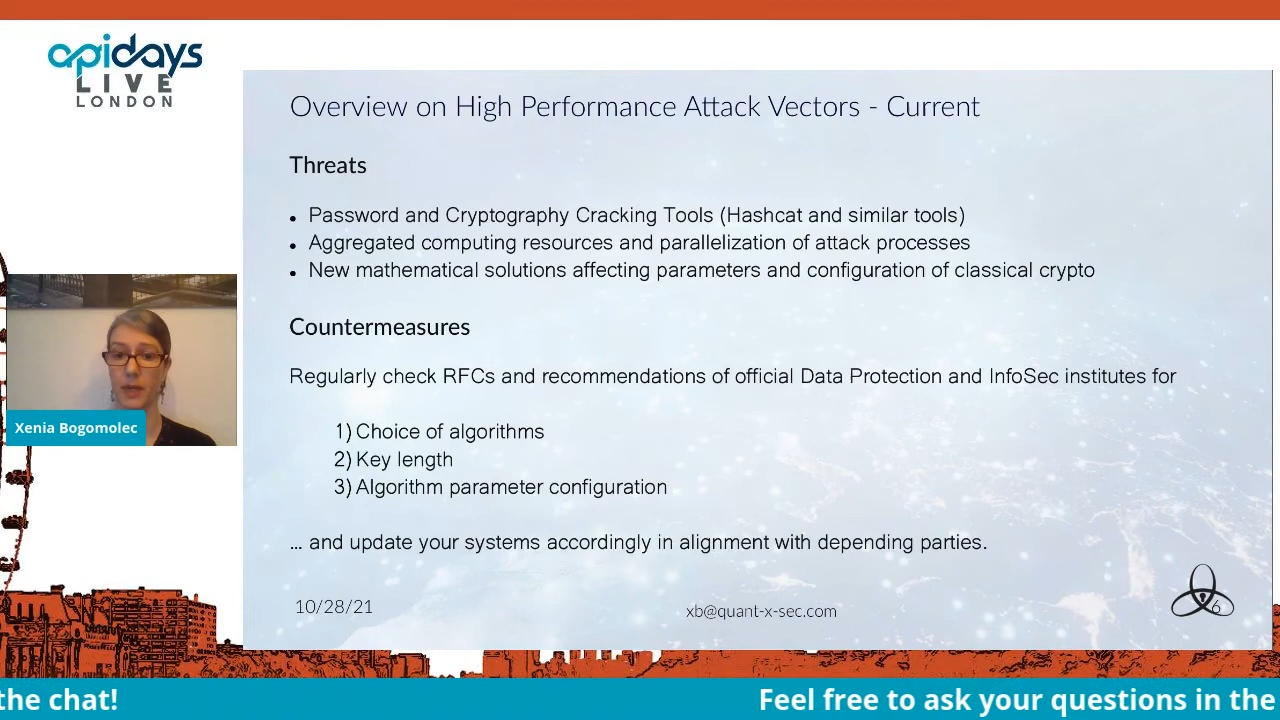 apidays
LIVE
LONDON
Overview on High Performance Attack Vectors - Current
Threats
• Password and Cryptography Cracking Tools (Hashcat and similar tools)
• Aggregated computing resources and parallelization of attack processes
• New mathematical solutions affecting parameters and configuration of classical crypto
Countermeasures
Regularly check RFCs and recommendations of official Data Protection and InfoSec institutes for
1) Choice of algorithms
2) Key length
3) Algorithm parameter configuration
... and update your systems accordingly in alignment with depending parties.
Xenia Bogomolec
10/28/21
xb@quant-x-sec.com
6
the chat!
Feel free to ask your questions in the